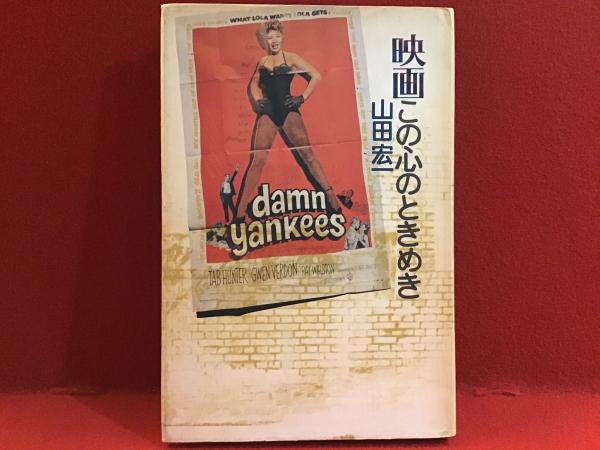 映画この心のときめき
山田宏一
WHAT LOLA WANTS LOLA GETS!
damn
yankees
TAB HUNTER · GWEN VERDON · RAY WALSTON